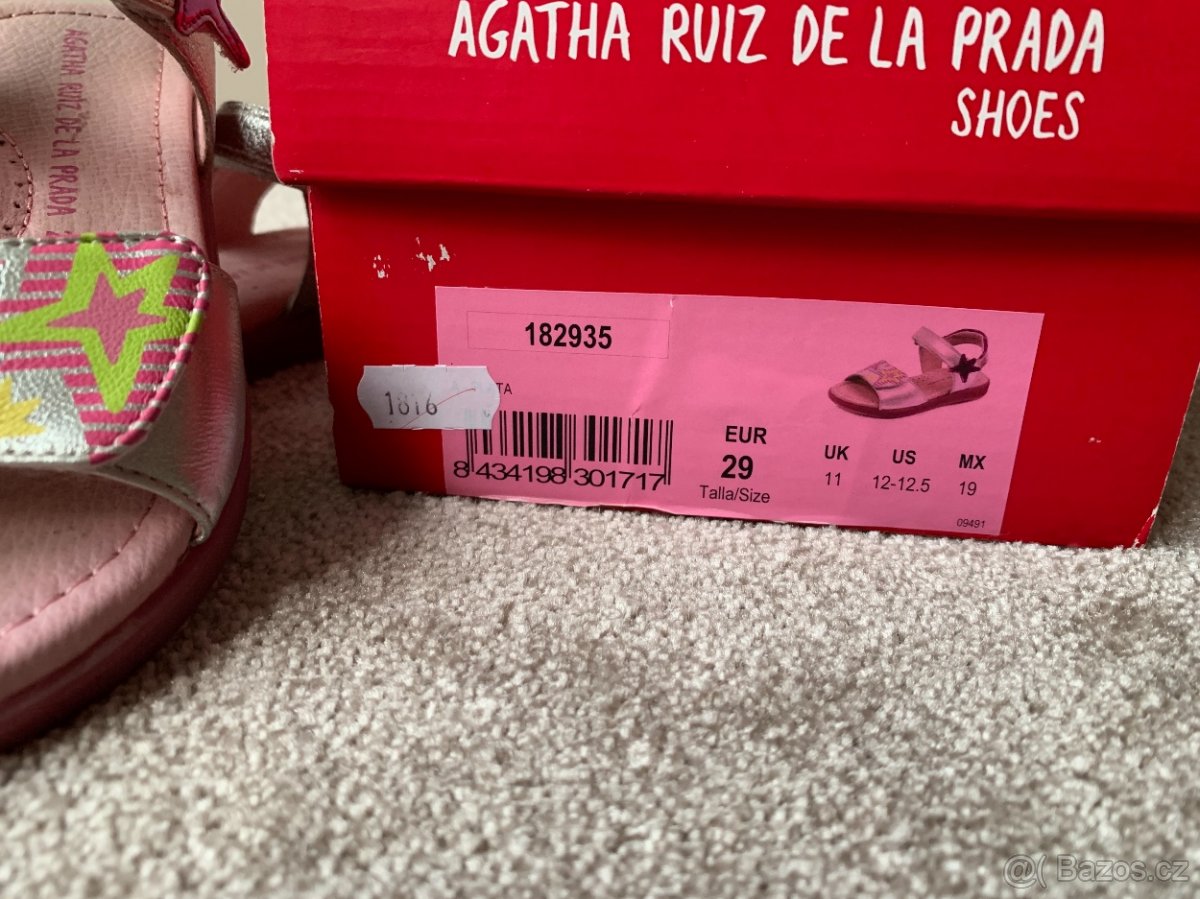 AGATHA RUIZ DE LA PRADA
SHOES
AGATHA RUIZ DE LA PRADA
182935
1816
8 434198 301717
EUR
29
Talla/Size
UK
11
US
12-12.5
MX
19
09491
@( Bazos.cz